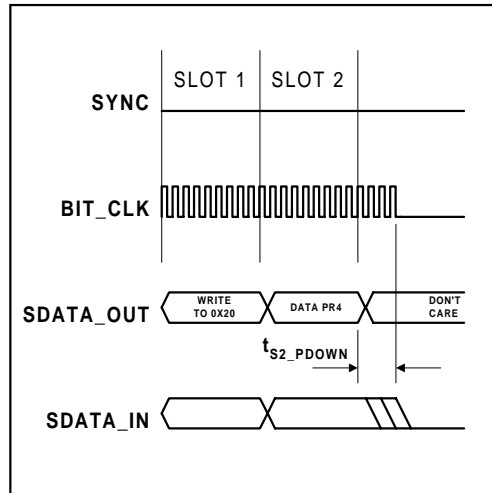 SLOT 1 SLOT 2
SYNC
BIT_CLK
SDATA_OUT
WRITE
TO 0X20
DATA PR4
DON'T
CARE
tS2_PDOWN
SDATA_IN